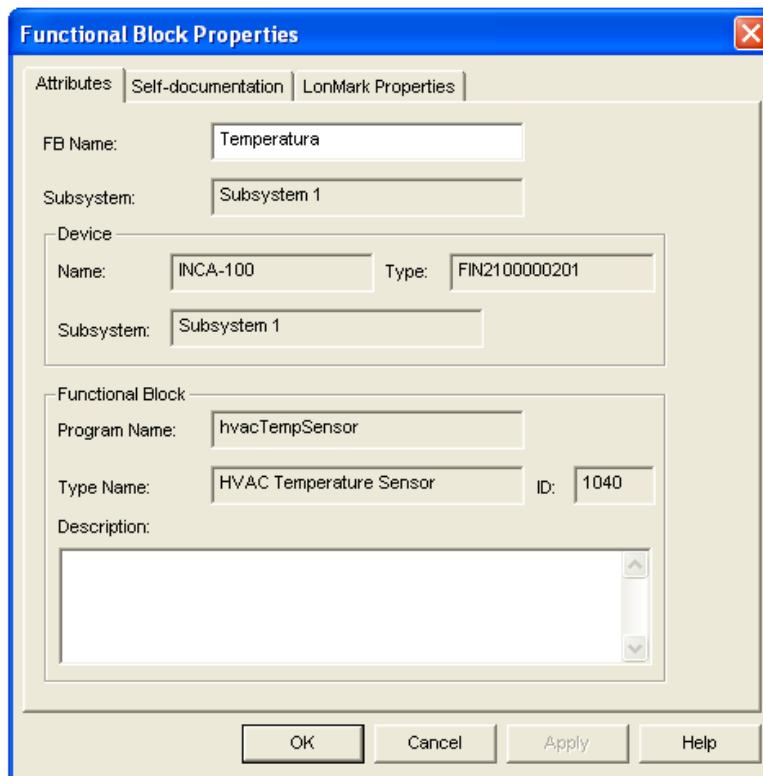 Functional Block Properties
Attributes Self-documentation LonMark Properties
FB Name: Temperatura
Subsystem: Subsystem 1
Device
Name: INCA-100 Type: FIN2100000201
Subsystem: Subsystem 1
Functional Block
Program Name: hvacTempSensor
Type Name: HVAC Temperature Sensor ID: 1040
Description:
OK Cancel Apply Help